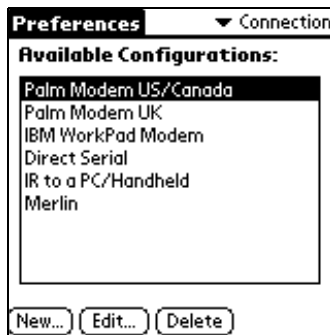 Preferences Connection
Available Configurations:
Palm Modem US/Canada
Palm Modem UK
IBM WorkPad Modem
Direct Serial
IR to a PC/Handheld
Merlin
New... Edit... Delete